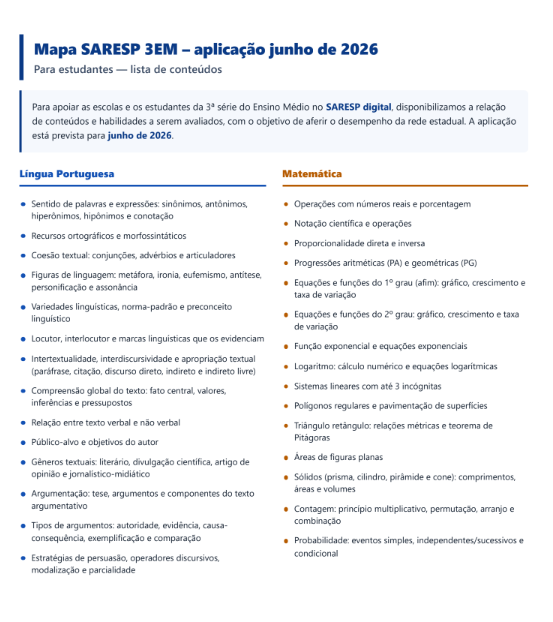 Mapa SARESP 3EM – aplicação junho de 2026
Para estudantes — lista de conteúdos
Para apoiar as escolas e os estudantes da 3ª série do Ensino Médio no SARESP digital, disponibilizamos a relação
de conteúdos e habilidades a serem avaliados, com o objetivo de aferir o desempenho da rede estadual. A aplicação
está prevista para junho de 2026.
Língua Portuguesa
Sentido de palavras e expressões: sinônimos, antônimos,
hiperônimos, hipônimos e conotação
Recursos ortográficos e morfossintáticos
Coesão textual: conjunções, advérbios e articuladores
Figuras de linguagem: metáfora, ironia, eufemismo, antítese,
personificação e assonância
Variedades linguísticas, norma-padrão e preconceito
linguístico
Locutor, interlocutor e marcas linguísticas que os evidenciam
Intertextualidade, interdiscursividade e apropriação textual
(paráfrase, citação, discurso direto, indireto e indireto livre)
Compreensão global do texto: fato central, valores,
inferências e pressupostos
Relação entre texto verbal e não verbal
Público-alvo e objetivos do autor
Gêneros textuais: literário, divulgação científica, artigo de
opinião e jornalístico-midiático
Argumentação: tese, argumentos e componentes do texto
argumentativo
Tipos de argumentos: autoridade, evidência, causa-
consequência, exemplificação e comparação
Estratégias de persuasão, operadores discursivos,
modalização e parcialidade
Matemática
Operações com números reais e porcentagem
Notação científica e operações
Proporcionalidade direta e inversa
Progressões aritméticas (PA) e geométricas (PG)
Equações e funções do 1º grau (afim): gráfico, crescimento e
taxa de variação
Equações e funções do 2º grau: gráfico, crescimento e taxa
de variação
Função exponencial e equações exponenciais
Logaritmo: cálculo numérico e equações logarítmicas
Sistemas lineares com até 3 incógnitas
Polígonos regulares e pavimentação de superfícies
Triângulo retângulo: relações métricas e teorema de
Pitágoras
Áreas de figuras planas
Sólidos (prisma, cilindro, pirâmide e cone): comprimentos,
áreas e volumes
Contagem: princípio multiplicativo, permutação, arranjo e
combinação
Probabilidade: eventos simples, independentes/sucessivos e
condicional